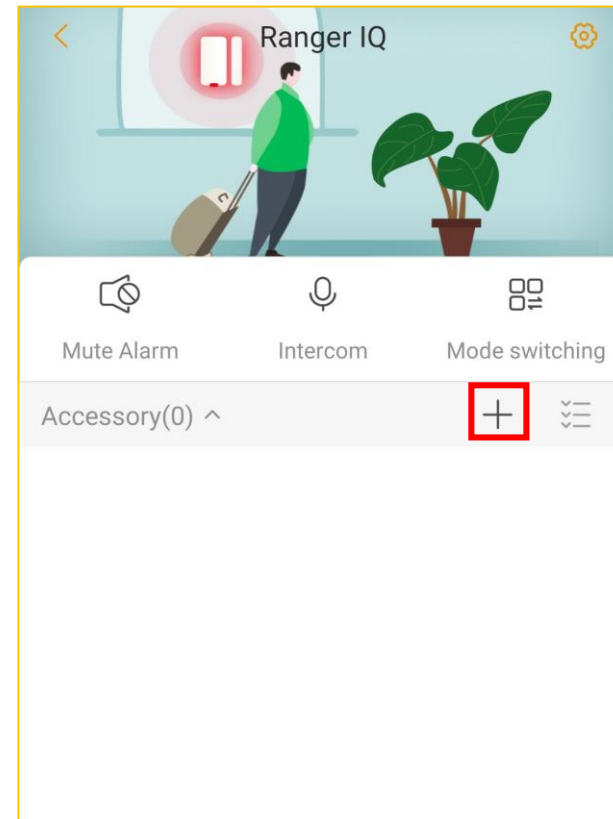 Ranger IQ
Mute Alarm
Intercom
Mode switching
Accessory(0)